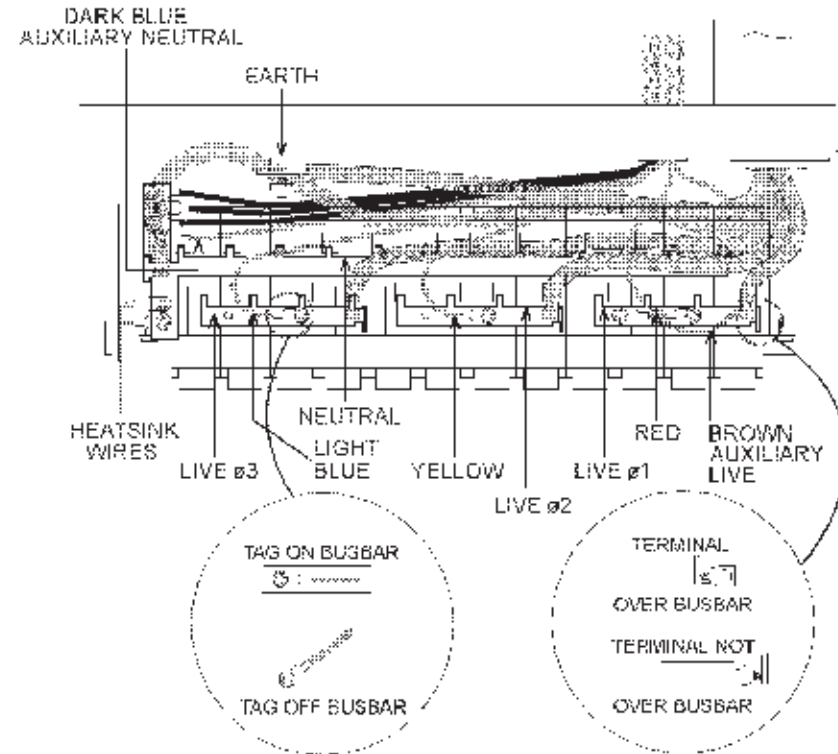 DARK BLUE
AUXILIARY NEUTRAL
EARTH
HEATSINK
WIRES
LIVE ø3
LIGHT
BLUE
NEUTRAL
YELLOW
LIVE ø2
LIVE ø1
RED
BROWN
AUXILIARY
LIVE
TAG ON BUSBAR
TAG OFF BUSBAR
TERMINAL
OVER BUSBAR
TERMINAL NOT
OVER BUSBAR